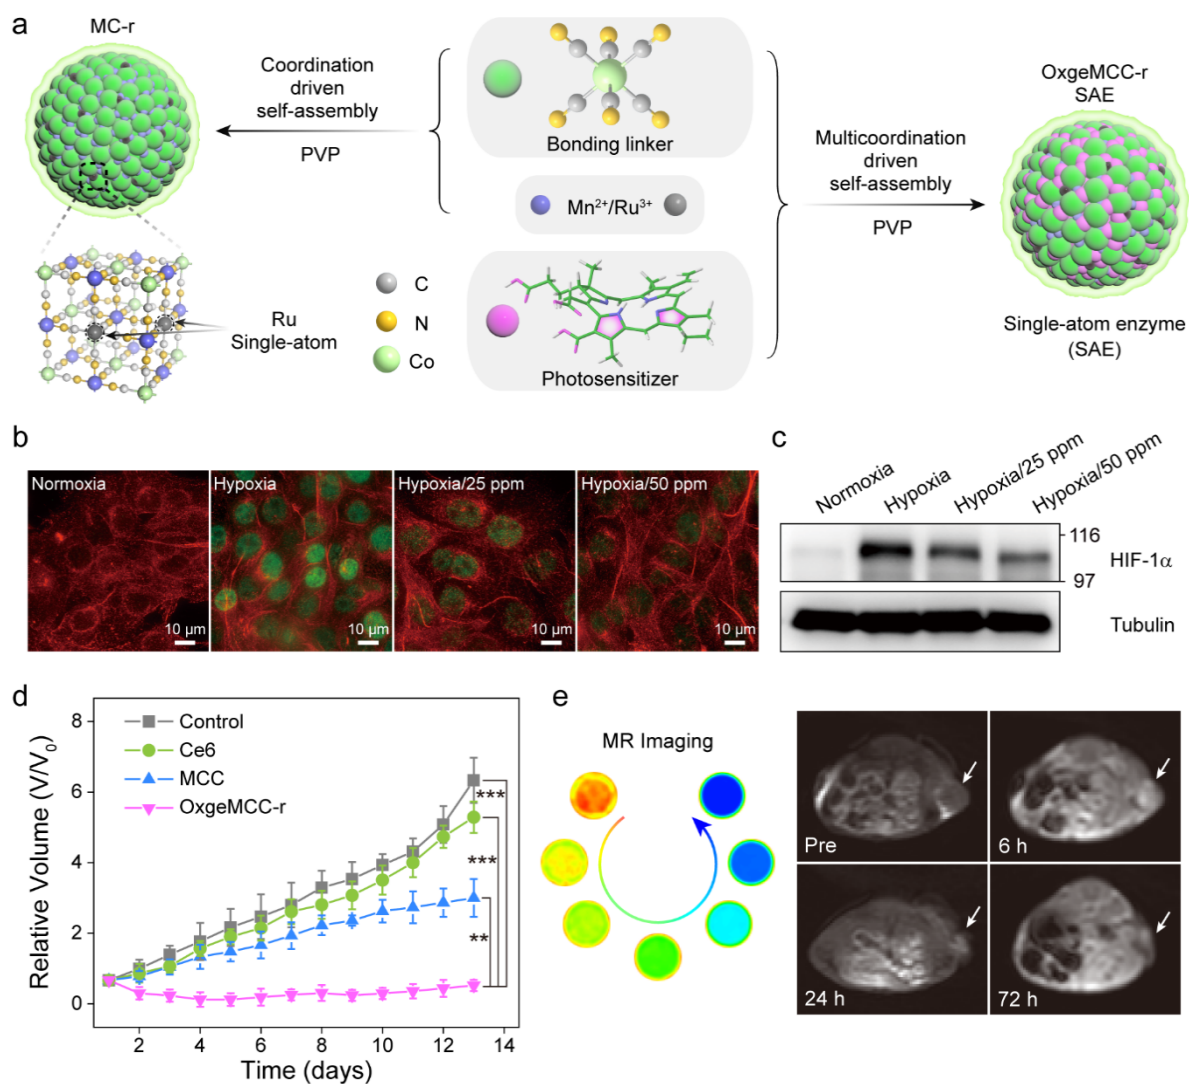 a
MC-r
Coordination
driven
self-assembly
PVP
Bonding linker
Mn²⁺/Ru³⁺
Photosensitizer
C
N
Co
Ru
Single-atom
Multicoordination
driven
self-assembly
PVP
OxgeMCC-r
SAE
Single-atom enzyme
(SAE)
b
Normoxia
10 µm
Hypoxia
10 µm
Hypoxia/25 ppm
10 µm
Hypoxia/50 ppm
10 µm
c
Normoxia
Hypoxia
Hypoxia/25 ppm
Hypoxia/50 ppm
116
HIF-1α
97
Tubulin
d
Relative Volume (V/V₀)
8
6
4
2
0
Control
Ce6
MCC
OxgeMCC-r
***
***
**
2 4 6 8 10 12 14
Time (days)
e
MR Imaging
Pre
6 h
24 h
72 h